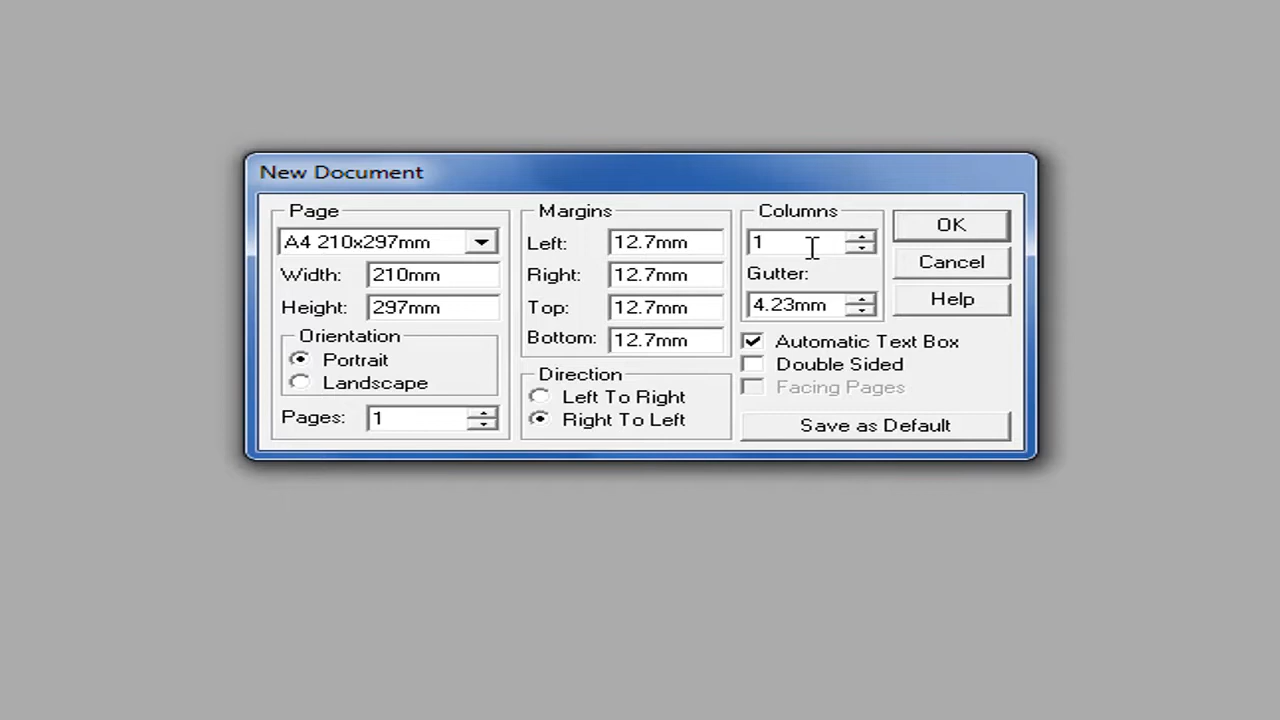 New Document
Page
A4 210x297mm
Width: 210mm
Height: 297mm
Orientation
Portrait
Landscape
Pages: 1
Margins
Left: 12.7mm
Right: 12.7mm
Top: 12.7mm
Bottom: 12.7mm
Direction
Left To Right
Right To Left
Columns
1
Gutter:
4.23mm
OK
Cancel
Help
Automatic Text Box
Double Sided
Facing Pages
Save as Default